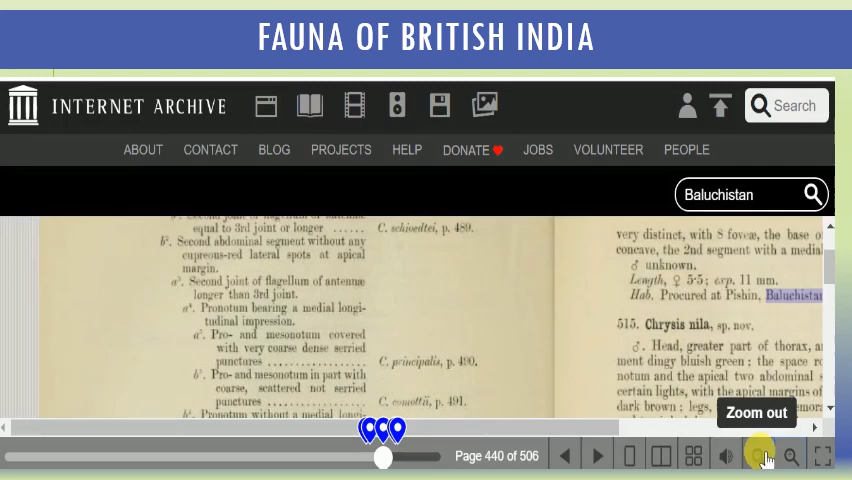 FAUNA OF BRITISH INDIA
INTERNET ARCHIVE
Search
ABOUT CONTACT BLOG PROJECTS HELP DONATE JOBS VOLUNTEER PEOPLE
Baluchistan
equal to 3rd joint or longer ...... C. schiœdtei, p. 489.
b². Second abdominal segment without any
cupreous-red lateral spots at apical
margin.
a³. Second joint of flagellum of antennæ
longer than 3rd joint.
a⁴. Pronotum bearing a medial longi-
tudinal impression.
a⁵. Pro- and mesonotum covered
with very coarse dense serried
punctures .................. C. principalis, p. 490.
b⁵. Pro- and mesonotum in part with
coarse, scattered not serried
punctures .................. C. comottii, p. 491.
b⁴. Pronotum without a medial longi-
very distinct, with 8 foveæ, the base o
concave, the 2nd segment with a medial
♂ unknown.
Length, ♀ 5·5; exp. 11 mm.
Hab. Procured at Pishin, Baluchistan
515. Chrysis nila, sp. nov.
♂. Head, greater part of thorax, a
ment dingy bluish green; the space
notum and the apical two abdominal
certain lights, with the apical margins of
dark brown; legs,
Zoom out
Page 440 of 506